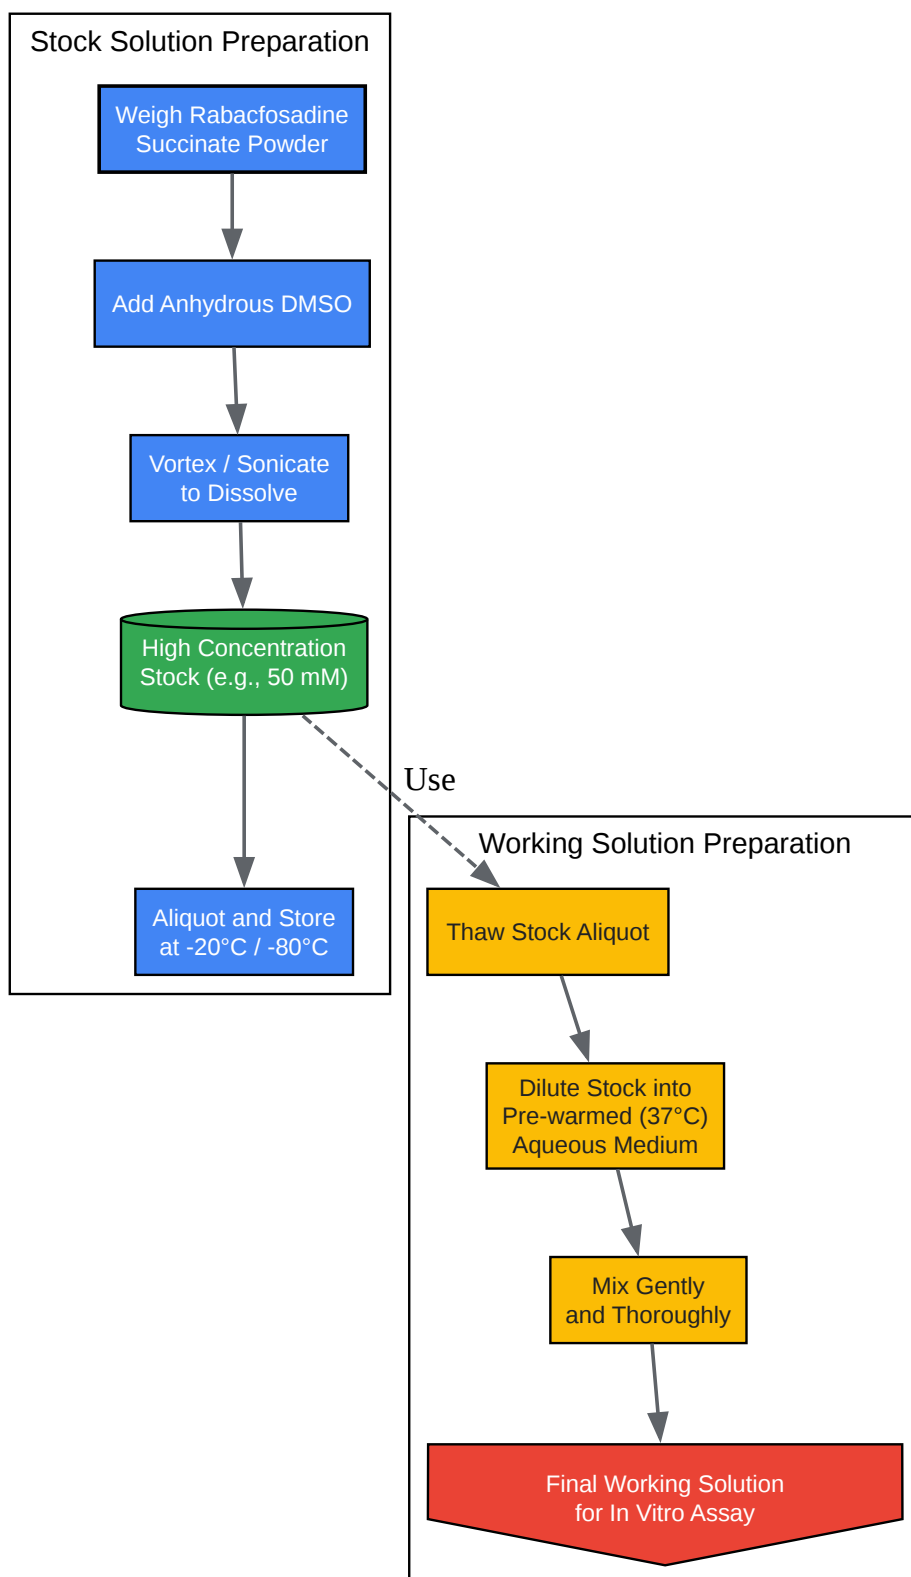 Stock Solution Preparation
Weigh Rabacfosadine
Succinate Powder
Add Anhydrous DMSO
Vortex / Sonicate
to Dissolve
High Concentration
Stock (e.g., 50 mM)
Use
Aliquot and Store
at -20°C / -80°C
Working Solution Preparation
Thaw Stock Aliquot
Dilute Stock into
Pre-warmed (37°C)
Aqueous Medium
Mix Gently
and Thoroughly
Final Working Solution
for In Vitro Assay